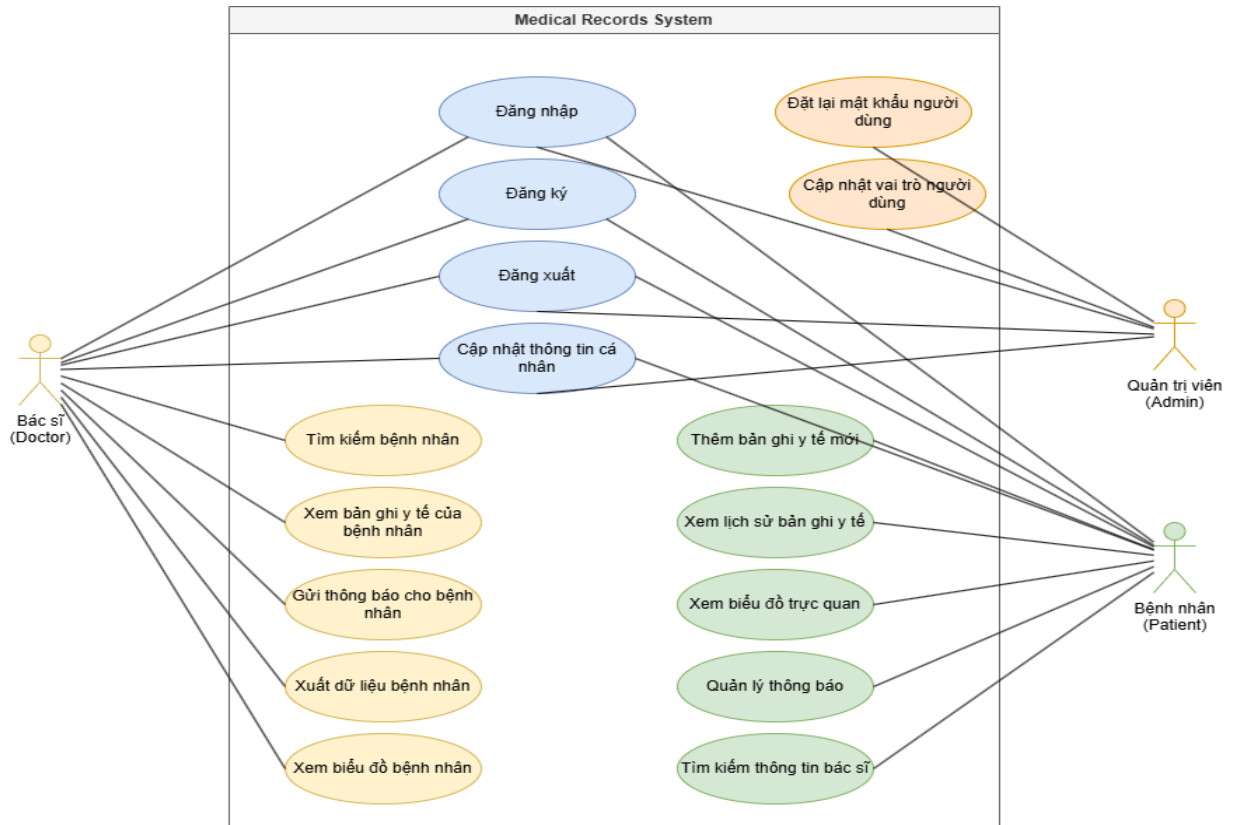 Medical Records System
Đăng nhập
Đăng ký
Đăng xuất
Cập nhật thông tin cá
nhân
Đặt lại mật khẩu người
dùng
Cập nhật vai trò người
dùng
Bác sĩ
(Doctor)
Quản trị viên
(Admin)
Tìm kiếm bệnh nhân
Xem bản ghi y tế của
bệnh nhân
Gửi thông báo cho bệnh
nhân
Xuất dữ liệu bệnh nhân
Xem biểu đồ bệnh nhân
Thêm bản ghi y tế mới
Xem lịch sử bản ghi y tế
Xem biểu đồ trực quan
Quản lý thông báo
Tìm kiếm thông tin bác sĩ
Bệnh nhân
(Patient)